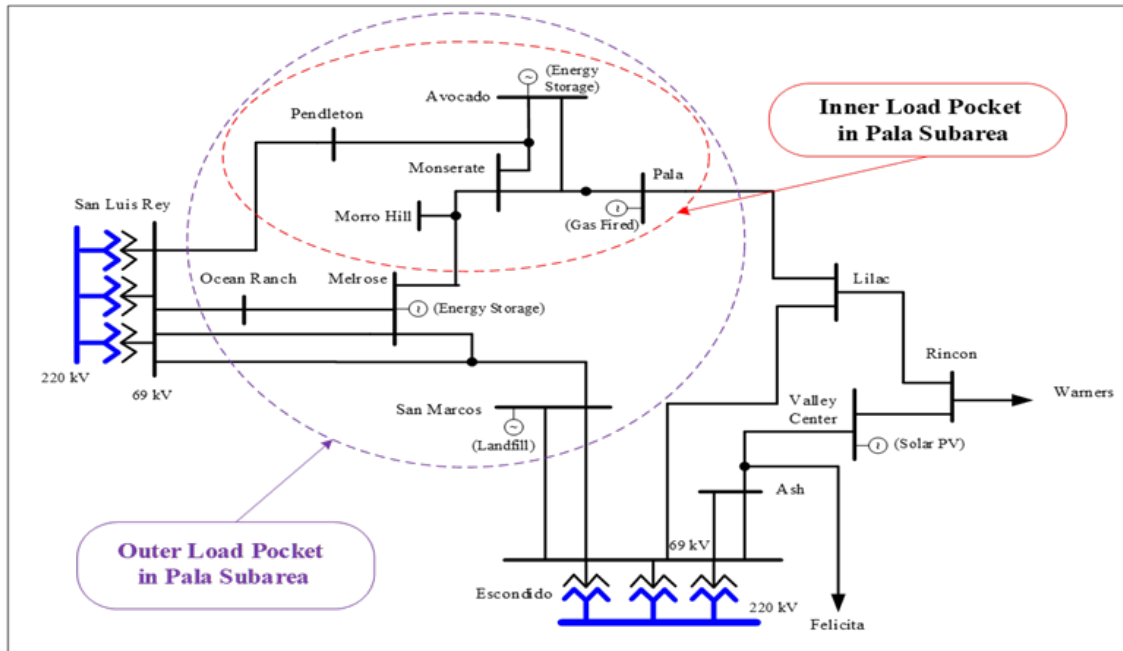 (Energy
Storage)
Avocado
Pendleton
Inner Load Pocket
in Pala Subarea
Monserate
Pala
San Luis Rey
Morro Hill
(Gas Fired)
Ocean Ranch
Melrose
Lilac
(Energy Storage)
Rincon
220 kV
69 kV
Valley
Center
Warners
San Marcos
(Landfill)
(Solar PV)
Ash
Outer Load Pocket
in Pala Subarea
69 kV
Escondido
220 kV
Felicita